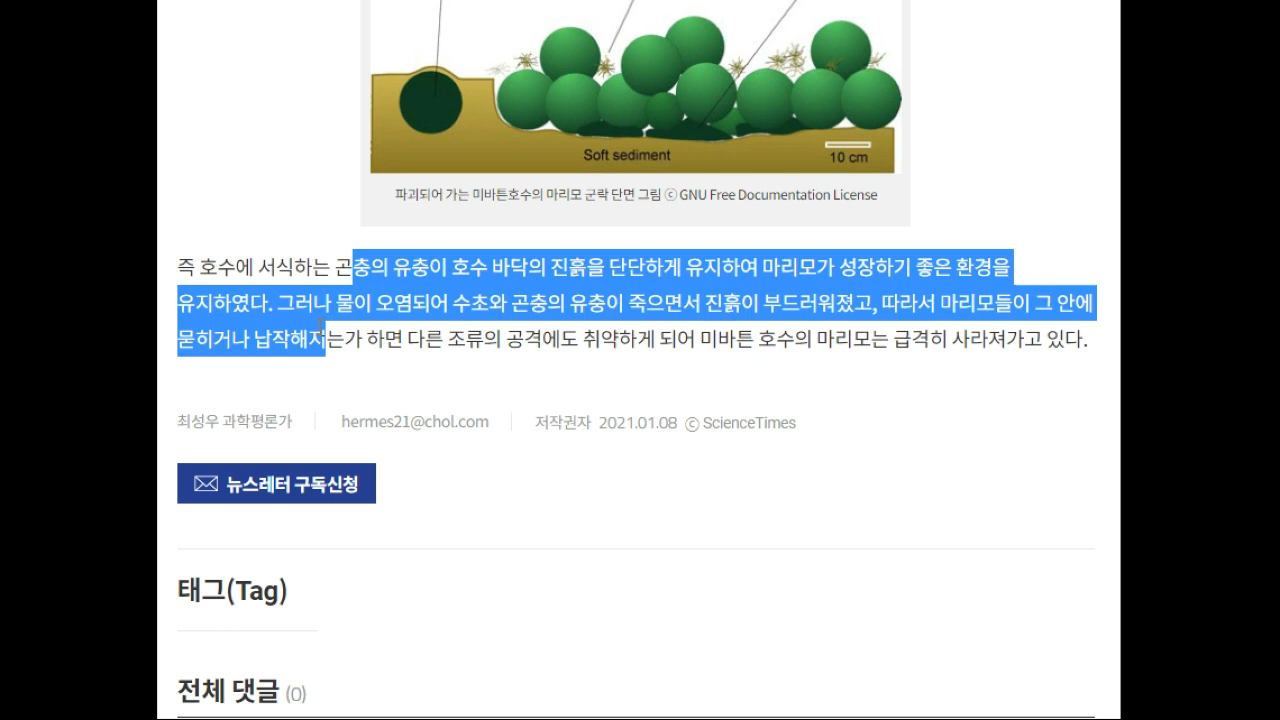 Soft sediment
10 cm
파괴되어 가는 미바튼호수의 마리모 군락 단면 그림 ⓒ GNU Free Documentation License
즉 호수에 서식하는 곤충의 유충이 호수 바닥의 진흙을 단단하게 유지하여 마리모가 성장하기 좋은 환경을
유지하였다. 그러나 물이 오염되어 수초와 곤충의 유충이 죽으면서 진흙이 부드러워졌고, 따라서 마리모들이 그 안에
묻히거나 납작해지는가 하면 다른 조류의 공격에도 취약하게 되어 미바튼 호수의 마리모는 급격히 사라져가고 있다.
최성우 과학평론가
hermes21@chol.com
저작권자 2021.01.08 ⓒ ScienceTimes
뉴스레터 구독신청
태그(Tag)
전체 댓글 (0)